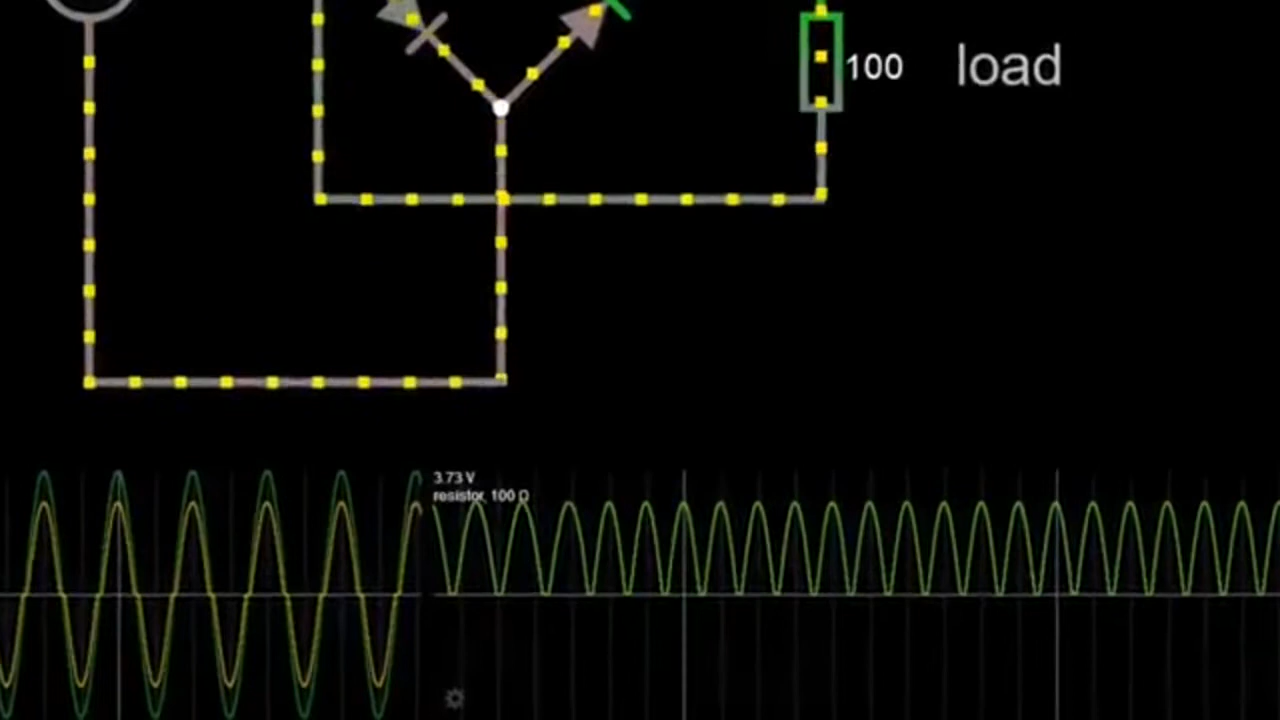 100
load
3.73 V
resistor, 100 Ω